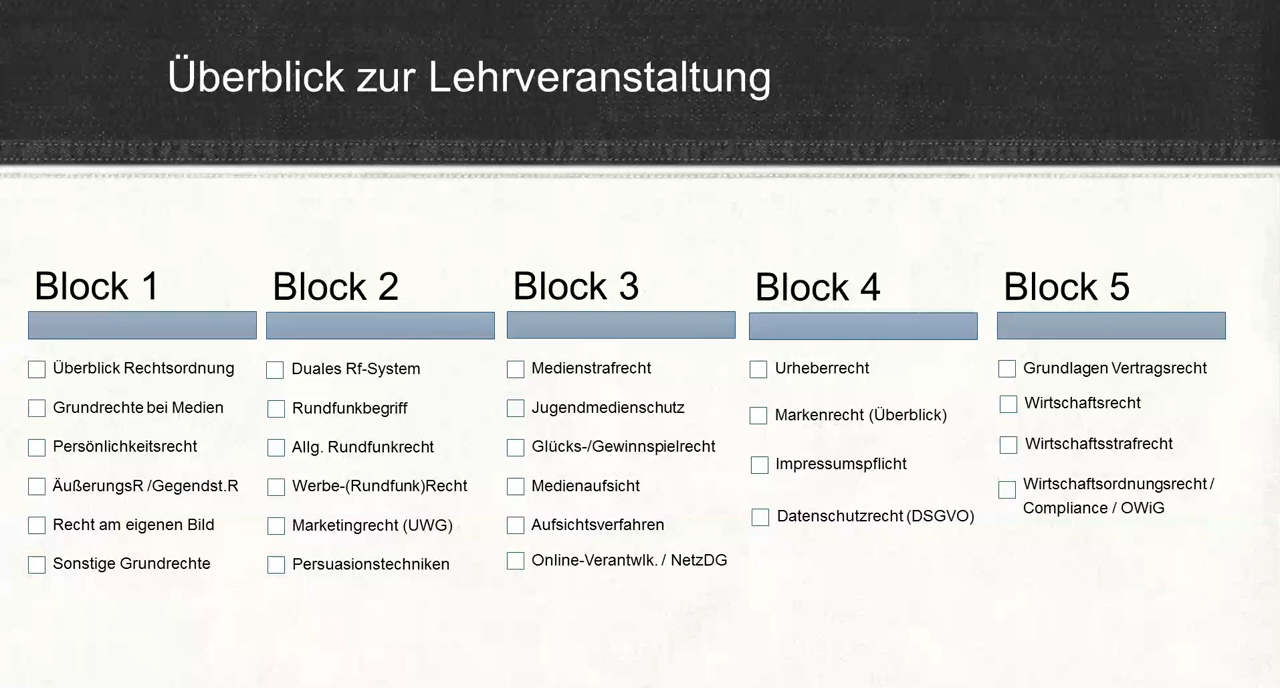 Überblick zur Lehrveranstaltung
Block 1
Überblick Rechtsordnung
Grundrechte bei Medien
Persönlichkeitsrecht
ÄußerungsR /Gegendst.R
Recht am eigenen Bild
Sonstige Grundrechte
Block 2
Duales Rf-System
Rundfunkbegriff
Allg. Rundfunkrecht
Werbe-(Rundfunk)Recht
Marketingrecht (UWG)
Persuasionstechniken
Block 3
Medienstrafrecht
Jugendmedienschutz
Glücks-/Gewinnspielrecht
Medienaufsicht
Aufsichtsverfahren
Online-Verantwlk. / NetzDG
Block 4
Urheberrecht
Markenrecht (Überblick)
Impressumspflicht
Datenschutzrecht (DSGVO)
Block 5
Grundlagen Vertragsrecht
Wirtschaftsrecht
Wirtschaftsstrafrecht
Wirtschaftsordnungsrecht /
Compliance / OWiG